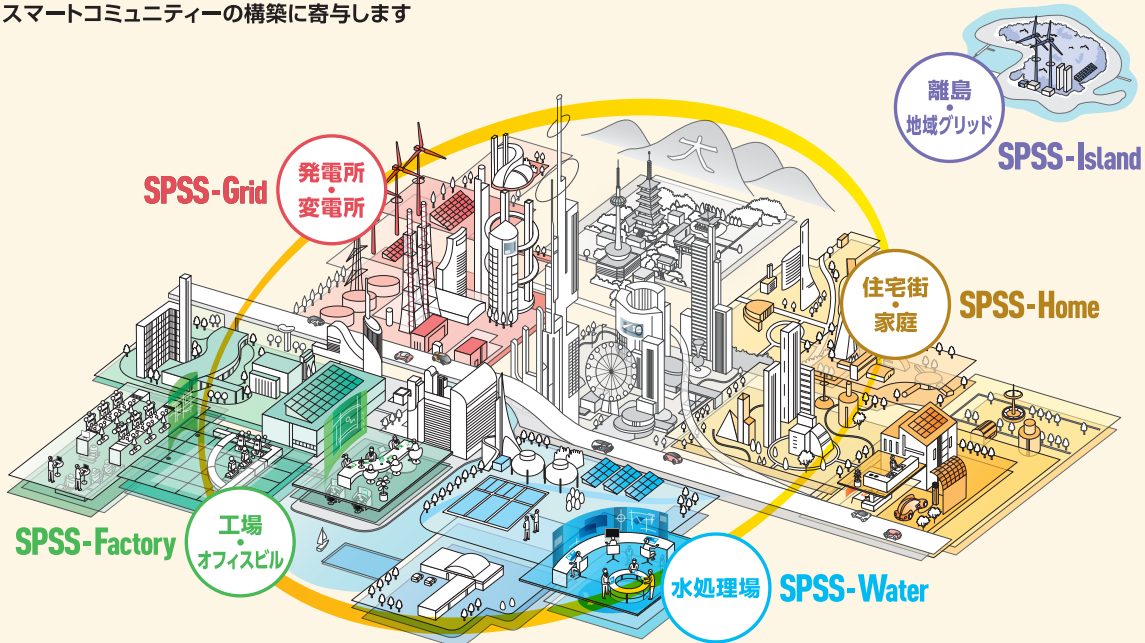 スマートコミュニティーの構築に寄与します
離島
・
地域グリッド
SPSS-Island
大
SPSS-Grid
発電所
・
変電所
住宅街
・
家庭
SPSS-Home
SPSS-Factory
工場
・
オフィスビル
水処理場
SPSS-Water